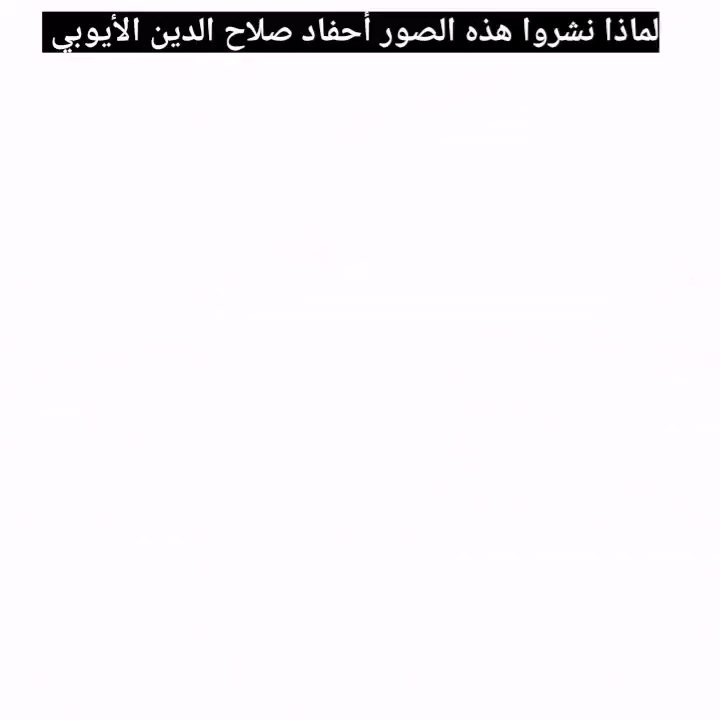 لماذا نشروا هذه الصور أحفاد صلاح الدين الأيوبي